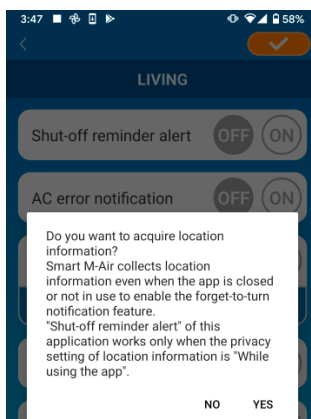 3:47
58%
LIVING
Shut-off reminder alert OFF ON
AC error notification OFF ON
Do you want to acquire location
information?
Smart M-Air collects location
information even when the app is closed
or not in use to enable the forget-to-turn
notification feature.
"Shut-off reminder alert" of this
application works only when the privacy
setting of location information is "While
using the app".
NO YES